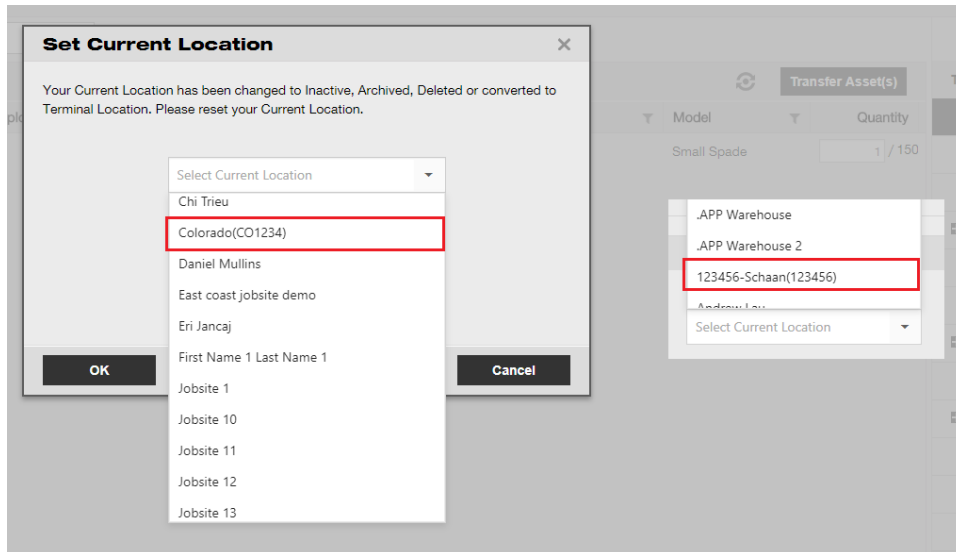 Set Current Location
Your Current Location has been changed to Inactive, Archived, Deleted or converted to
Terminal Location. Please reset your Current Location.
Select Current Location
Chi Trieu
Colorado(CO1234)
Daniel Mullins
East coast jobsite demo
Eri Jancaj
First Name 1 Last Name 1
Jobsite 1
Jobsite 10
Jobsite 11
Jobsite 12
Jobsite 13
OK
Cancel
Transfer Asset(s)
Model
Quantity
Small Spade
1 / 150
.APP Warehouse
.APP Warehouse 2
123456-Schaan(123456)
Select Current Location